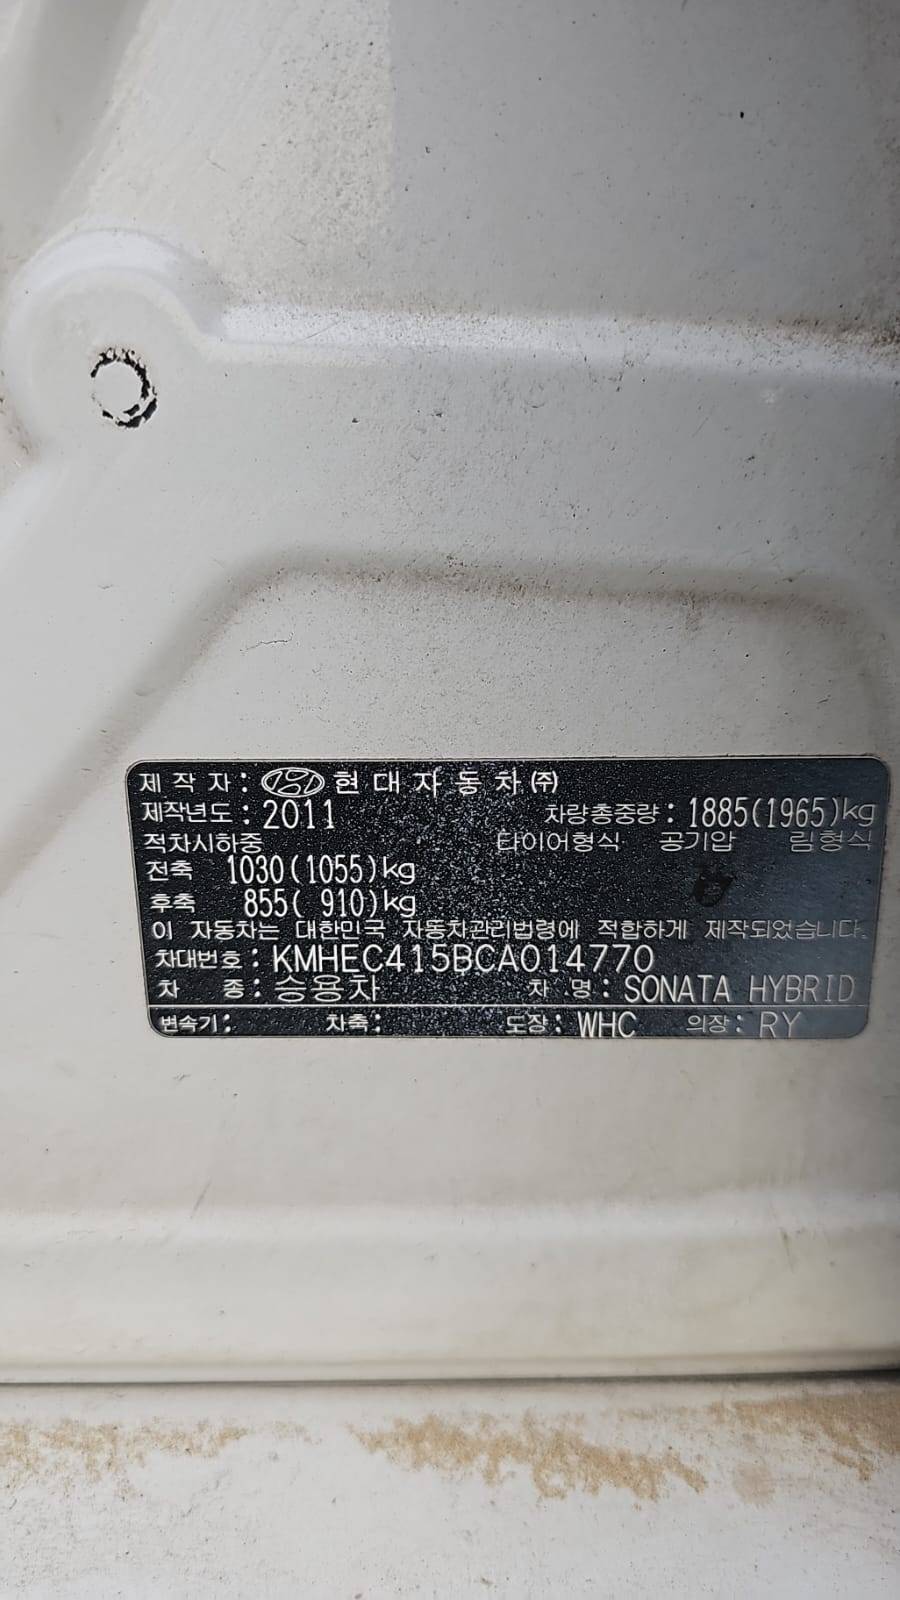 제 작 자 : 현 대 자 동 차 (주)
제작년도 : 2011 차량총중량 : 1885(1965)kg
적차시하중 타이어형식 공기압 림형식
전축 1030(1055)kg
후축 855( 910)kg
이 자동차는 대한민국 자동차관리법령에 적합하게 제작되었습니다.
차대번호 : KMHEC415BCA014770
차 종 : 승용차 차 명 : SONATA HYBRID
변속기 : 차축 : 도장 : WHC 의장 : RY